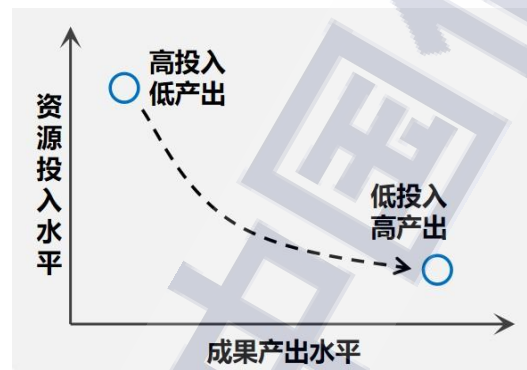 高投入
低产出
资源投入水平
低投入
高产出
成果产出水平